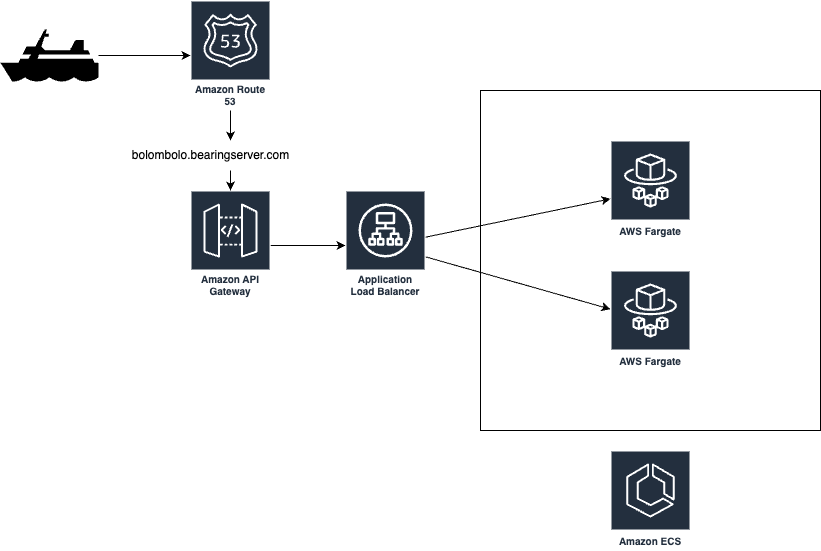 53
Amazon Route
53
bolombolo.bearingserver.com
</>
Amazon API
Gateway
Application
Load Balancer
AWS Fargate
AWS Fargate
Amazon ECS